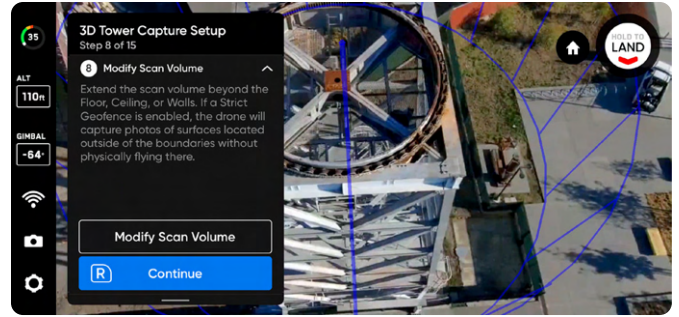 35
ALT
110ft
GIMBAL
-64°
3D Tower Capture Setup
Step 8 of 15
8 Modify Scan Volume
Extend the scan volume beyond the
Floor, Ceiling, or Walls. If a Strict
Geofence is enabled, the drone will
capture photos of surfaces located
outside of the boundaries without
physically flying there.
Modify Scan Volume
R Continue
HOLD TO
LAND